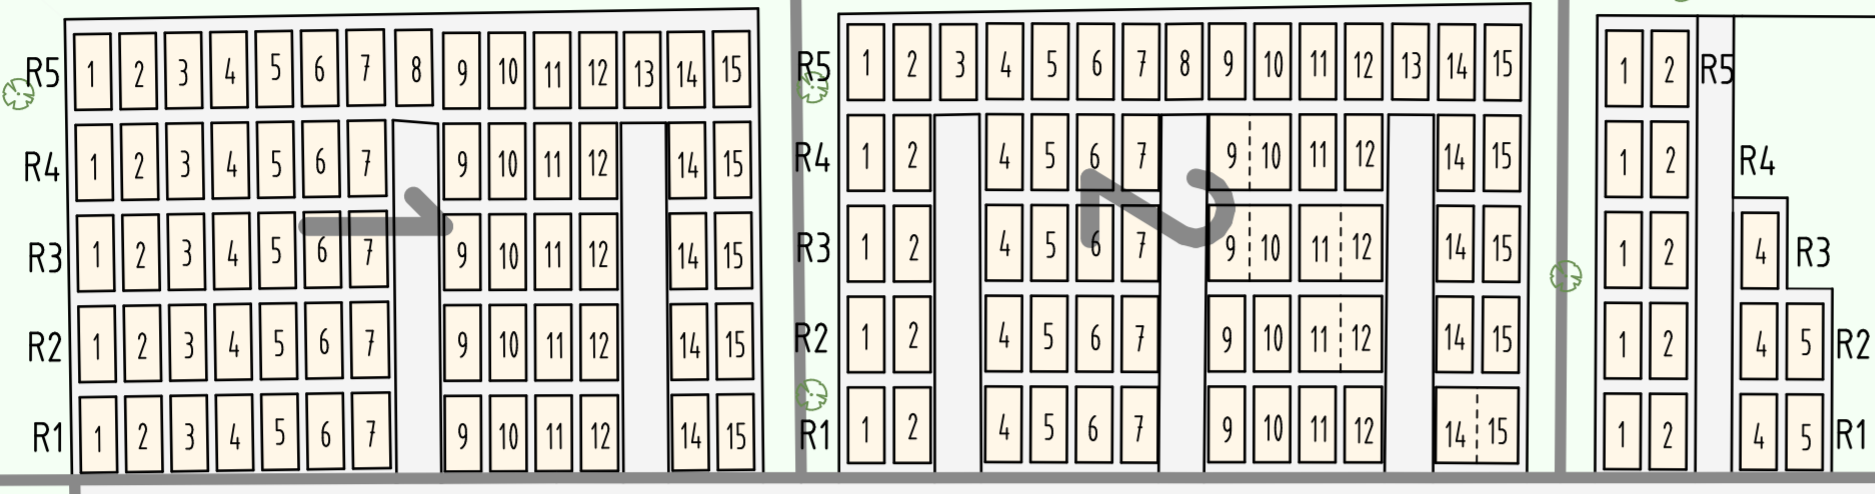 R5 1 2 3 4 5 6 7 8 9 10 11 12 13 14 15
R4 1 2 3 4 5 6 7 9 10 11 12 14 15
R3 1 2 3 4 5 6 7 9 10 11 12 14 15
R2 1 2 3 4 5 6 7 9 10 11 12 14 15
R1 1 2 3 4 5 6 7 9 10 11 12 14 15
1
R5 1 2 3 4 5 6 7 8 9 10 11 12 13 14 15
R4 1 2 4 5 6 7 9 10 11 12 14 15
R3 1 2 4 5 6 7 9 10 11 12 14 15
R2 1 2 4 5 6 7 9 10 11 12 14 15
R1 1 2 4 5 6 7 9 10 11 12 14 15
2
1 2 R5
1 2 R4
1 2 4 R3
1 2 4 5 R2
1 2 4 5 R1